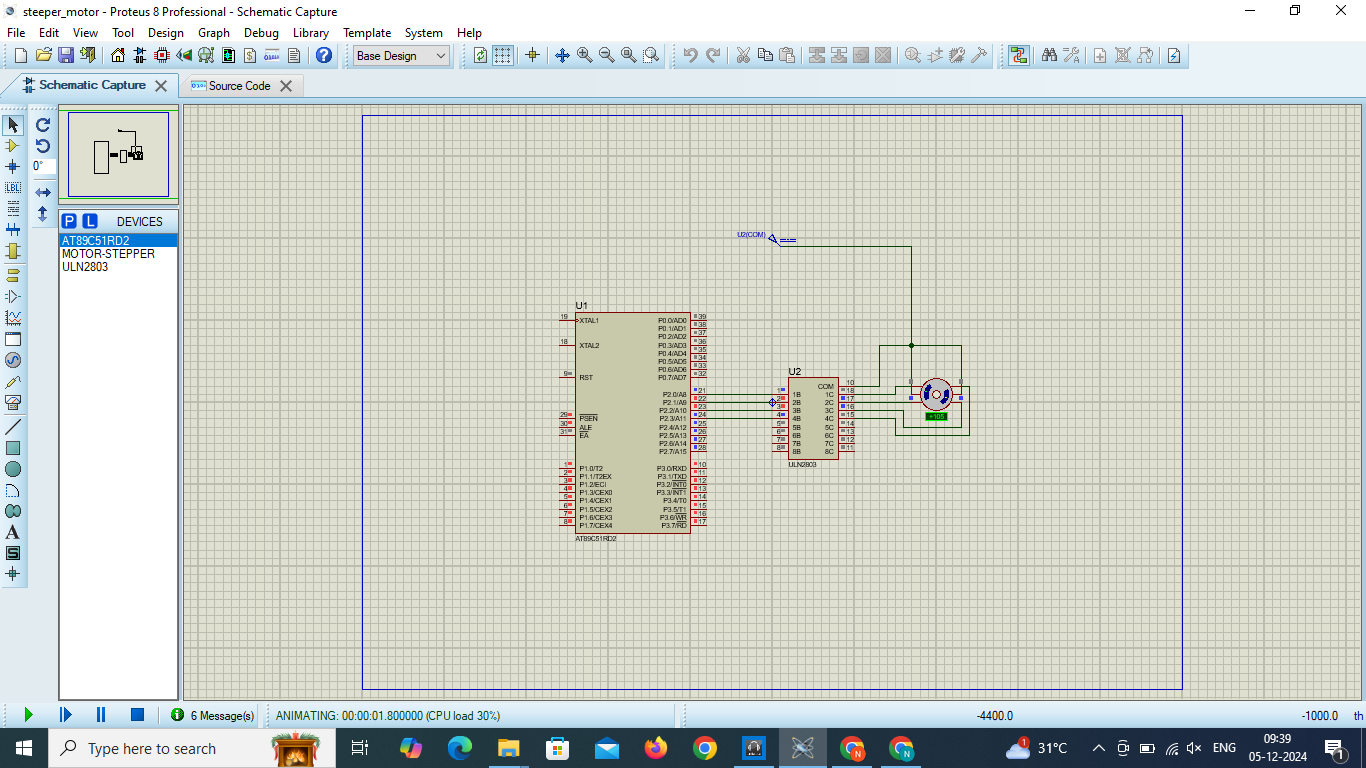 steeper_motor - Proteus 8 Professional - Schematic Capture
File Edit View Tool Design Graph Debug Library Template System Help
Base Design
Schematic Capture
Source Code
0°
LBL
P L DEVICES
AT89C51RD2
MOTOR-STEPPER
ULN2803
U2(COM)
U1
19 XTAL1
18 XTAL2
9 RST
29 PSEN
30 ALE
31 EA
1 P1.0/T2
2 P1.1/T2EX
3 P1.2/ECI
4 P1.3/CEX0
5 P1.4/CEX1
6 P1.5/CEX2
7 P1.6/CEX3
8 P1.7/CEX4
P0.0/AD0 39
P0.1/AD1 38
P0.2/AD2 37
P0.3/AD3 36
P0.4/AD4 35
P0.5/AD5 34
P0.6/AD6 33
P0.7/AD7 32
P2.0/A8 21
P2.1/A9 22
P2.2/A10 23
P2.3/A11 24
P2.4/A12 25
P2.5/A13 26
P2.6/A14 27
P2.7/A15 28
P3.0/RXD 10
P3.1/TXD 11
P3.2/INT0 12
P3.3/INT1 13
P3.4/T0 14
P3.5/T1 15
P3.6/WR 16
P3.7/RD 17
AT89C51RD2
U2
COM 10
1 1B 1C 18
2 2B 2C 17
3 3B 3C 16
4 4B 4C 15
5 5B 5C 14
6 6B 6C 13
7 7B 7C 12
8 8B 8C 11
ULN2803
6 Message(s)
ANIMATING: 00:00:01.800000 (CPU load 30%)
-4400.0
-1000.0 th
Type here to search
31°C
ENG
09:39
05-12-2024